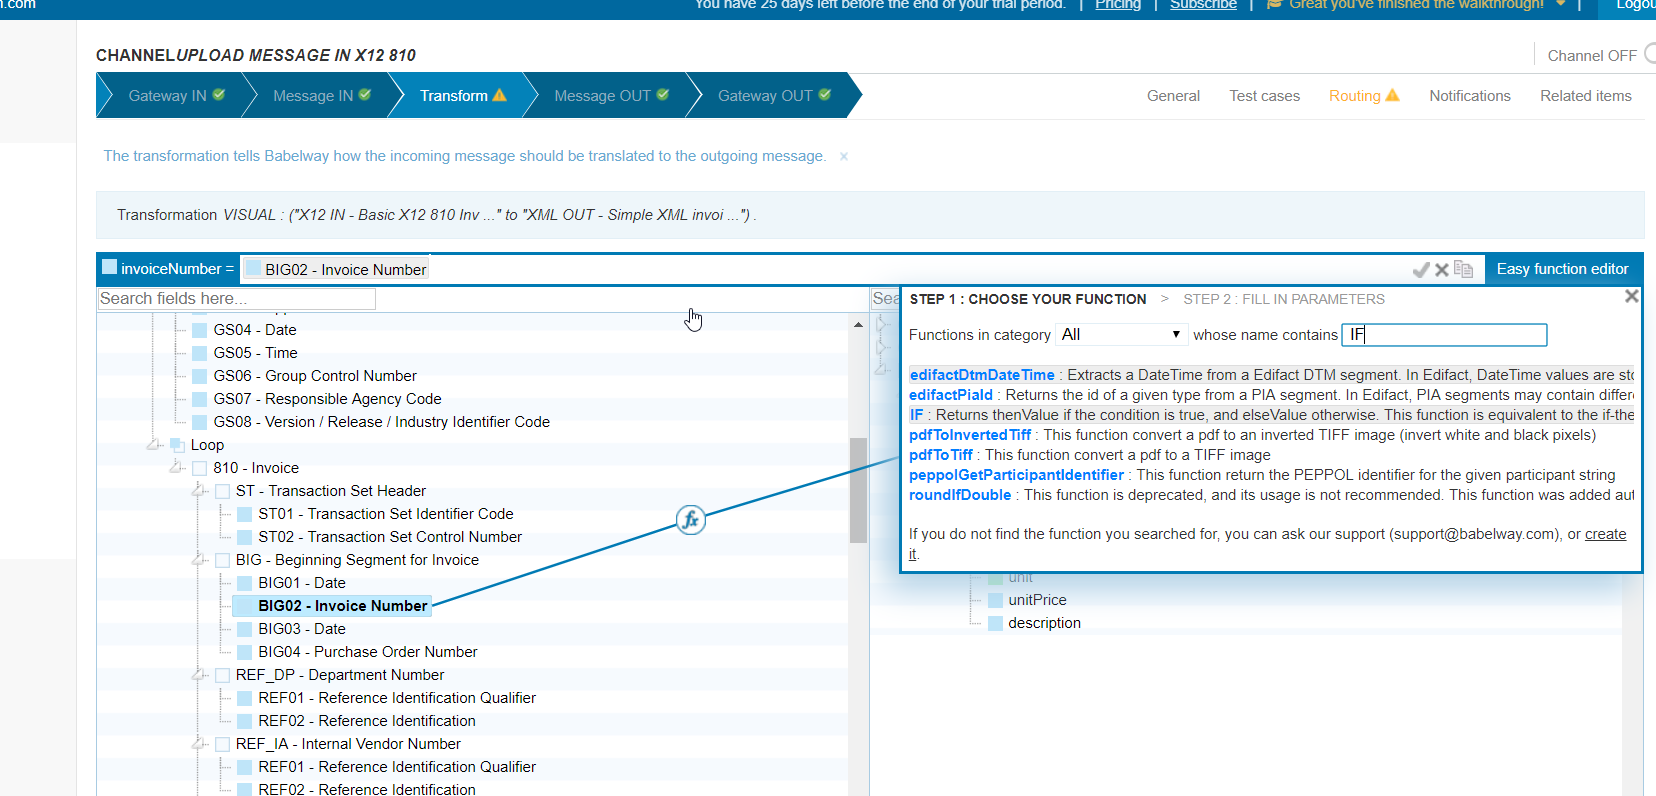 n.com
You have 25 days left before the end of your trial period. | Pricing | Subscribe | Great you've finished the walkthrough! | Logou
CHANNEL UPLOAD MESSAGE IN X12 810
Channel OFF
Gateway IN Message IN Transform Message OUT Gateway OUT
General Test cases Routing Notifications Related items
The transformation tells Babelway how the incoming message should be translated to the outgoing message. ×
Transformation VISUAL : ("X12 IN - Basic X12 810 Inv ..." to "XML OUT - Simple XML invoi ...") .
invoiceNumber = BIG02 - Invoice Number
Easy function editor
Search fields here...
Sea
GS04 - Date
GS05 - Time
GS06 - Group Control Number
GS07 - Responsible Agency Code
GS08 - Version / Release / Industry Identifier Code
Loop
810 - Invoice
ST - Transaction Set Header
ST01 - Transaction Set Identifier Code
ST02 - Transaction Set Control Number
BIG - Beginning Segment for Invoice
BIG01 - Date
BIG02 - Invoice Number
BIG03 - Date
BIG04 - Purchase Order Number
REF_DP - Department Number
REF01 - Reference Identification Qualifier
REF02 - Reference Identification
REF_IA - Internal Vendor Number
REF01 - Reference Identification Qualifier
REF02 - Reference Identification
fx
STEP 1 : CHOOSE YOUR FUNCTION > STEP 2 : FILL IN PARAMETERS
Functions in category All whose name contains IF
edifactDtmDateTime : Extracts a DateTime from a Edifact DTM segment. In Edifact, DateTime values are sto
edifactPiaId : Returns the id of a given type from a PIA segment. In Edifact, PIA segments may contain differe
IF : Returns thenValue if the condition is true, and elseValue otherwise. This function is equivalent to the if-the
pdfToInvertedTiff : This function convert a pdf to an inverted TIFF image (invert white and black pixels)
pdfToTiff : This function convert a pdf to a TIFF image
peppolGetParticipantIdentifier : This function return the PEPPOL identifier for the given participant string
roundIfDouble : This function is deprecated, and its usage is not recommended. This function was added aut
If you do not find the function you searched for, you can ask our support (support@babelway.com), or create
it.
unit
unitPrice
description